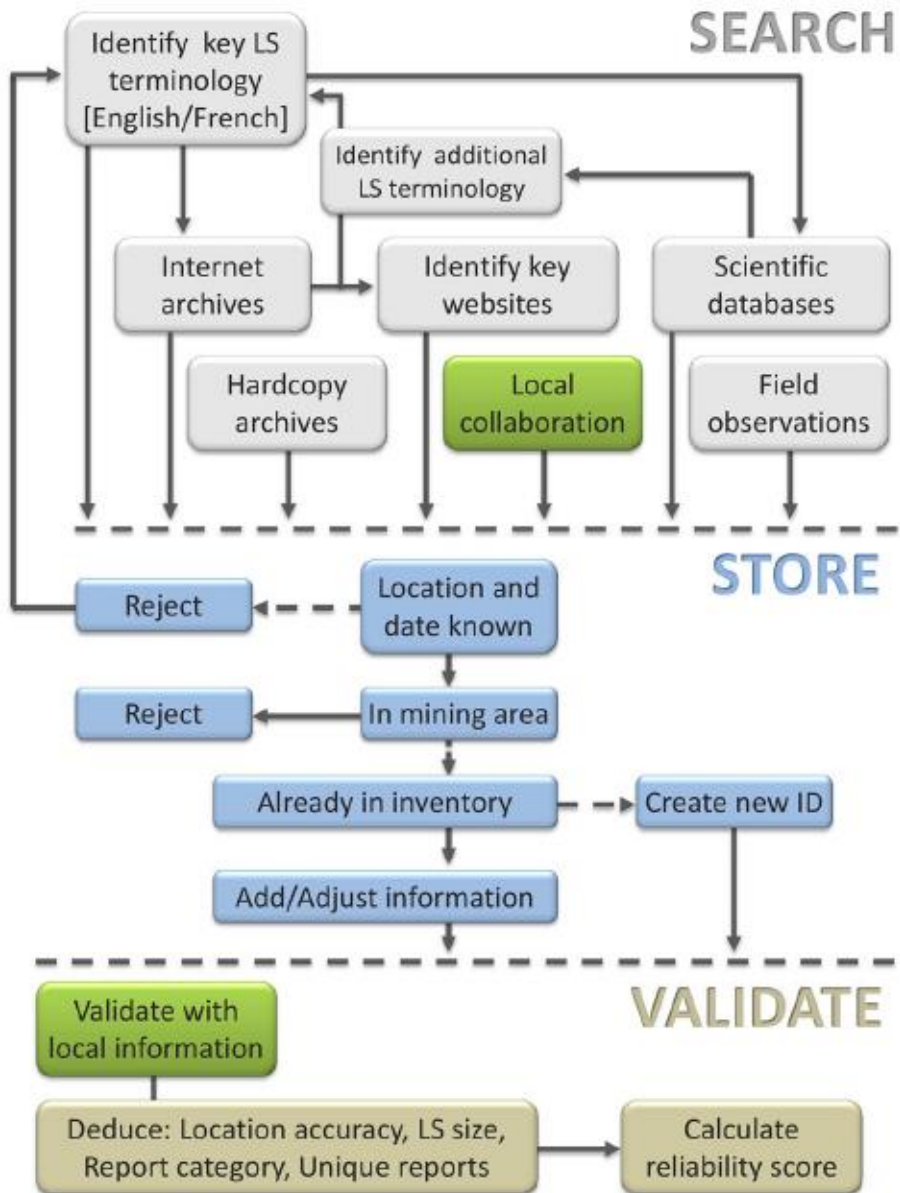 SEARCH
Identify key LS
terminology
[English/French]
Identify additional
LS terminology
Internet
archives
Identify key
websites
Scientific
databases
Hardcopy
archives
Local
collaboration
Field
observations
STORE
Reject
Location and
date known
Reject
In mining area
Already in inventory
Create new ID
Add/Adjust information
VALIDATE
Validate with
local information
Deduce: Location accuracy, LS size,
Report category, Unique reports
Calculate
reliability score